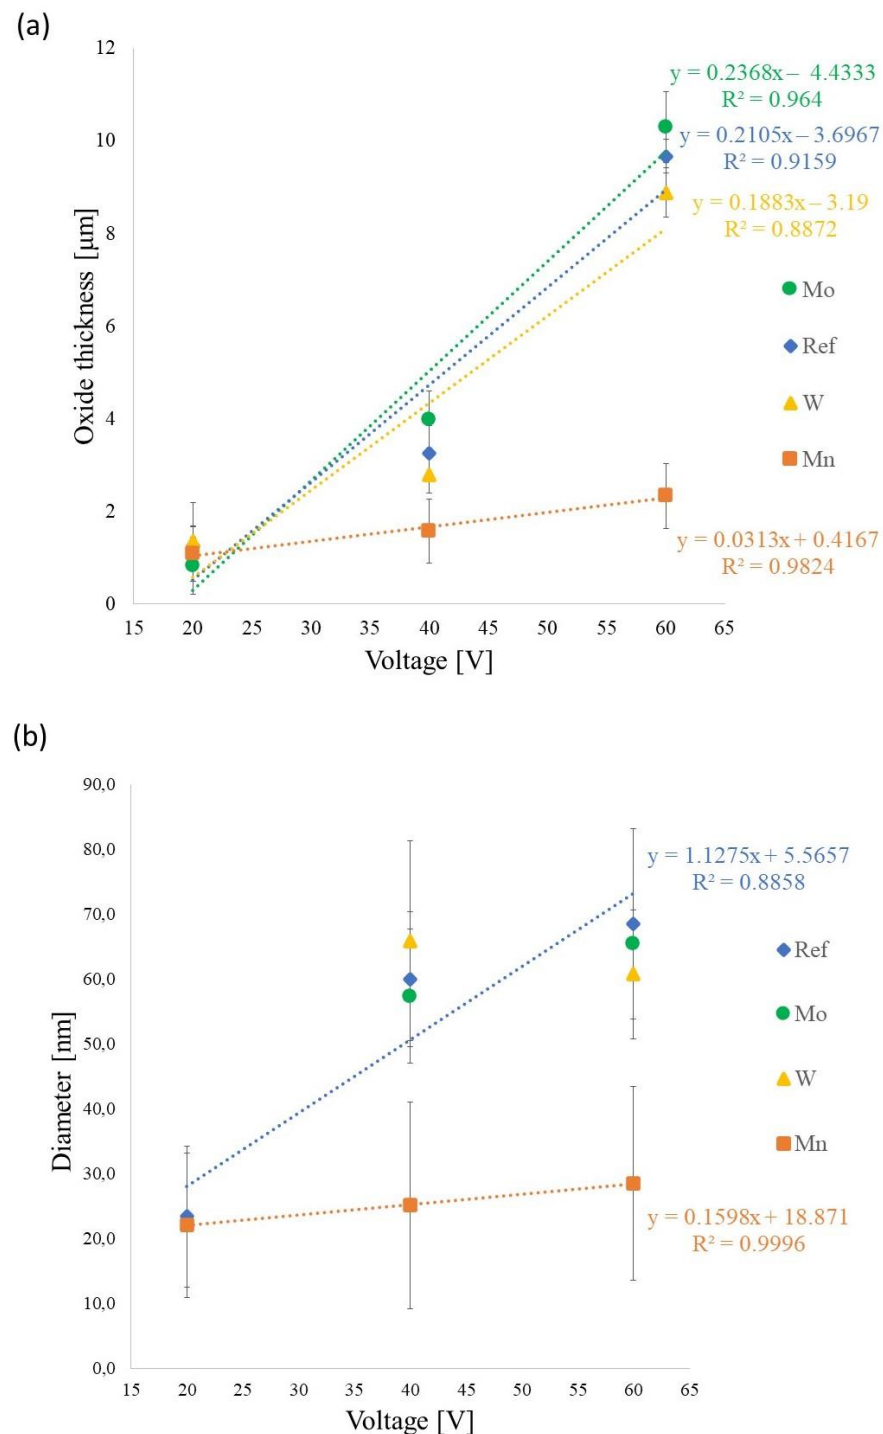 (a)
12
10
8
6
4
2
0
Oxide thickness [µm]
15 20 25 30 35 40 45 50 55 60 65
Voltage [V]
y = 0.2368x – 4.4333
R² = 0.964
y = 0.2105x – 3.6967
R² = 0.9159
y = 0.1883x – 3.19
R² = 0.8872
Mo
Ref
W
Mn
y = 0.0313x + 0.4167
R² = 0.9824
(b)
90,0
80,0
70,0
60,0
50,0
40,0
30,0
20,0
10,0
0,0
Diameter [nm]
15 20 25 30 35 40 45 50 55 60 65
Voltage [V]
y = 1.1275x + 5.5657
R² = 0.8858
Ref
Mo
W
Mn
y = 0.1598x + 18.871
R² = 0.9996